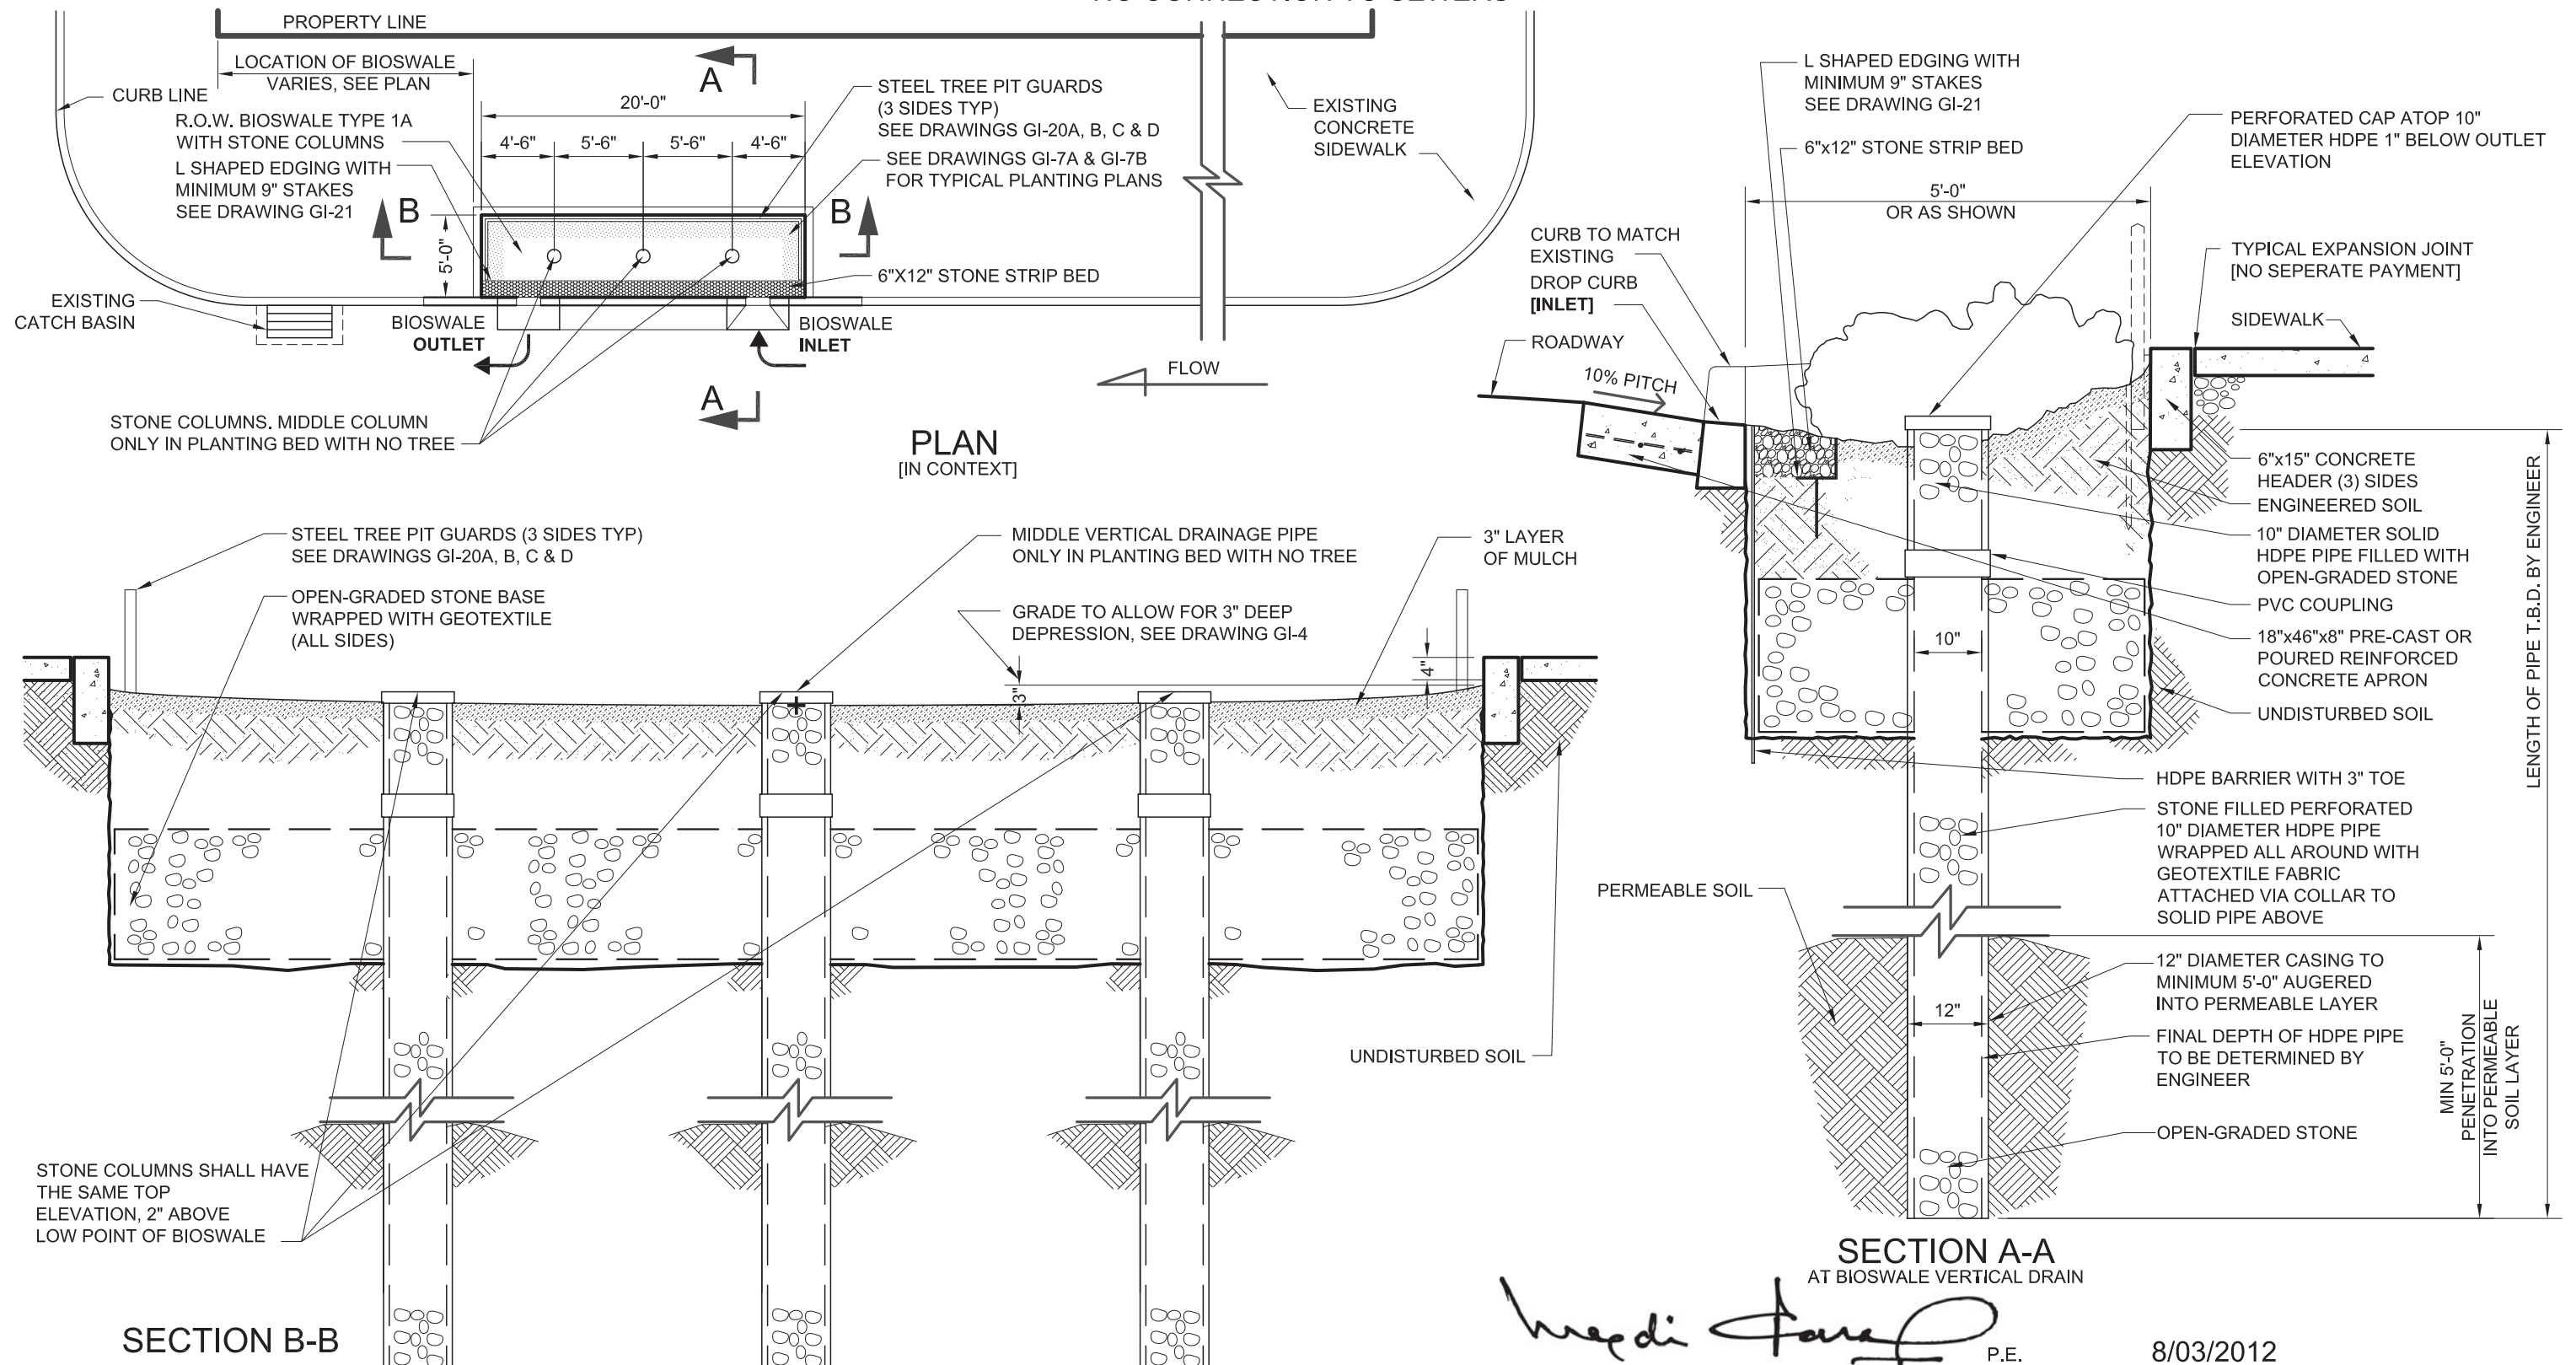 PROPERTY LINE
LOCATION OF BIOSWALE
VARIES, SEE PLAN
CURB LINE
R.O.W. BIOSWALE TYPE 1A
WITH STONE COLUMNS
L SHAPED EDGING WITH
MINIMUM 9" STAKES
SEE DRAWING GI-21
EXISTING
CATCH BASIN
A
20'-0"
4'-6"
5'-6"
5'-6"
4'-6"
B
B
5'-0"
STEEL TREE PIT GUARDS
(3 SIDES TYP)
SEE DRAWINGS GI-20A, B, C & D
SEE DRAWINGS GI-7A & GI-7B
FOR TYPICAL PLANTING PLANS
6"X12" STONE STRIP BED
BIOSWALE
OUTLET
BIOSWALE
INLET
A
FLOW
EXISTING
CONCRETE
SIDEWALK
STONE COLUMNS. MIDDLE COLUMN
ONLY IN PLANTING BED WITH NO TREE
PLAN
[IN CONTEXT]
L SHAPED EDGING WITH
MINIMUM 9" STAKES
SEE DRAWING GI-21
6"x12" STONE STRIP BED
5'-0"
OR AS SHOWN
PERFORATED CAP ATOP 10"
DIAMETER HDPE 1" BELOW OUTLET
ELEVATION
CURB TO MATCH
EXISTING
DROP CURB
[INLET]
ROADWAY
10% PITCH
TYPICAL EXPANSION JOINT
[NO SEPERATE PAYMENT]
SIDEWALK
6"x15" CONCRETE
HEADER (3) SIDES
ENGINEERED SOIL
10" DIAMETER SOLID
HDPE PIPE FILLED WITH
OPEN-GRADED STONE
PVC COUPLING
18"x46"x8" PRE-CAST OR
POURED REINFORCED
CONCRETE APRON
UNDISTURBED SOIL
10"
HDPE BARRIER WITH 3" TOE
STONE FILLED PERFORATED
10" DIAMETER HDPE PIPE
WRAPPED ALL AROUND WITH
GEOTEXTILE FABRIC
ATTACHED VIA COLLAR TO
SOLID PIPE ABOVE
PERMEABLE SOIL
12" DIAMETER CASING TO
MINIMUM 5'-0" AUGERED
INTO PERMEABLE LAYER
12"
FINAL DEPTH OF HDPE PIPE
TO BE DETERMINED BY
ENGINEER
OPEN-GRADED STONE
LENGTH OF PIPE T.B.D. BY ENGINEER
MIN 5'-0"
PENETRATION
INTO PERMEABLE
SOIL LAYER
SECTION A-A
AT BIOSWALE VERTICAL DRAIN
STEEL TREE PIT GUARDS (3 SIDES TYP)
SEE DRAWINGS GI-20A, B, C & D
OPEN-GRADED STONE BASE
WRAPPED WITH GEOTEXTILE
(ALL SIDES)
MIDDLE VERTICAL DRAINAGE PIPE
ONLY IN PLANTING BED WITH NO TREE
GRADE TO ALLOW FOR 3" DEEP
DEPRESSION, SEE DRAWING GI-4
3" LAYER
OF MULCH
3"
4"
UNDISTURBED SOIL
STONE COLUMNS SHALL HAVE
THE SAME TOP
ELEVATION, 2" ABOVE
LOW POINT OF BIOSWALE
SECTION B-B
P.E.
8/03/2012